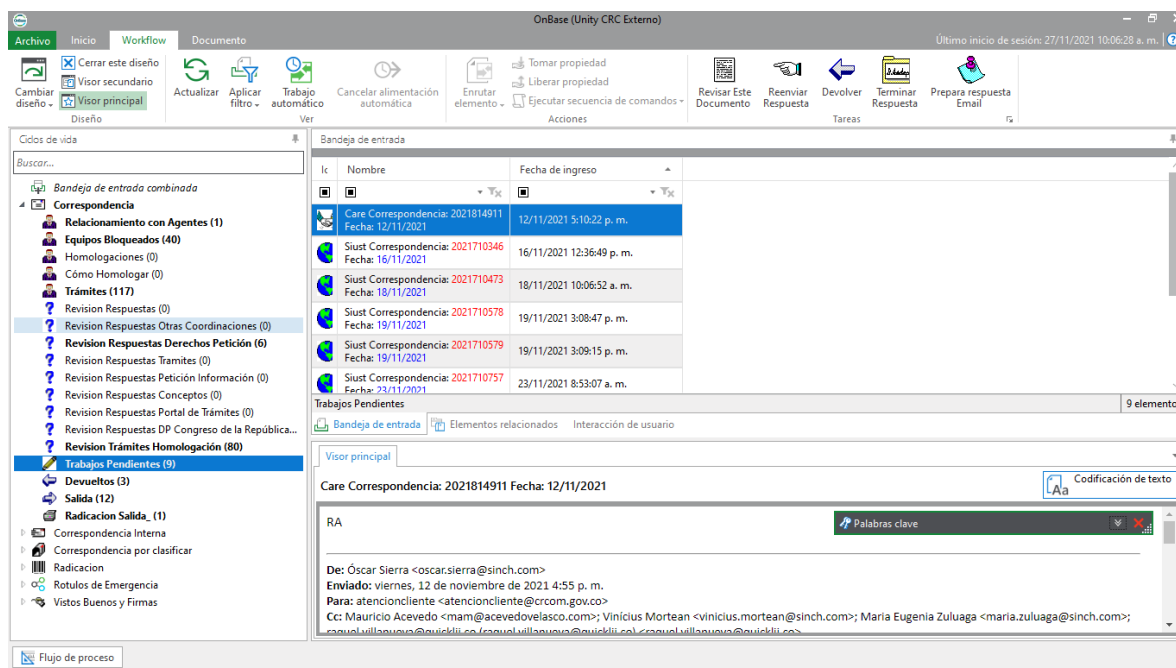 OnBase (Unity CRC Externo)
Archivo Inicio Workflow Documento
Último inicio de sesión: 27/11/2021 10:06:28 a. m.
Cambiar diseño
Cerrar este diseño
Visor secundario
Visor principal
Diseño
Actualizar
Aplicar filtro
Trabajo automático
Ver
Cancelar alimentación automática
Enrutar elemento
Tomar propiedad
Liberar propiedad
Ejecutar secuencia de comandos
Acciones
Revisar Este Documento
Reenviar Respuesta
Devolver
Terminar Respuesta
Prepara respuesta Email
Tareas
Ciclos de vida
Buscar...
Bandeja de entrada combinada
Correspondencia
Relacionamiento con Agentes (1)
Equipos Bloqueados (40)
Homologaciones (0)
Cómo Homologar (0)
Trámites (117)
Revision Respuestas (0)
Revision Respuestas Otras Coordinaciones (0)
Revision Respuestas Derechos Petición (6)
Revision Respuestas Tramites (0)
Revision Respuestas Petición Información (0)
Revision Respuestas Conceptos (0)
Revision Respuestas Portal de Trámites (0)
Revision Respuestas DP Congreso de la República...
Revision Trámites Homologación (80)
Trabajos Pendientes (9)
Devueltos (3)
Salida (12)
Radicacion Salida_ (1)
Correspondencia Interna
Correspondencia por clasificar
Radicacion
Rotulos de Emergencia
Vistos Buenos y Firmas
Bandeja de entrada
Ic Nombre Fecha de ingreso
Care Correspondencia: 2021814911
Fecha: 12/11/2021
12/11/2021 5:10:22 p. m.
Siust Correspondencia: 2021710346
Fecha: 16/11/2021
16/11/2021 12:36:49 p. m.
Siust Correspondencia: 2021710473
Fecha: 18/11/2021
18/11/2021 10:06:52 a. m.
Siust Correspondencia: 2021710578
Fecha: 19/11/2021
19/11/2021 3:08:47 p. m.
Siust Correspondencia: 2021710579
Fecha: 19/11/2021
19/11/2021 3:09:15 p. m.
Siust Correspondencia: 2021710757
Fecha: 23/11/2021
23/11/2021 8:53:07 a. m.
Trabajos Pendientes 9 elemento
Bandeja de entrada Elementos relacionados Interacción de usuario
Visor principal
Care Correspondencia: 2021814911 Fecha: 12/11/2021
Codificación de texto
RA
Palabras clave
De: Óscar Sierra <oscar.sierra@sinch.com>
Enviado: viernes, 12 de noviembre de 2021 4:55 p. m.
Para: atencioncliente <atencioncliente@crcom.gov.co>
Cc: Mauricio Acevedo <mam@acevedovelasco.com>; Vinícius Mortean <vinicius.mortean@sinch.com>; Maria Eugenia Zuluaga <maria.zuluaga@sinch.com>;
Flujo de proceso